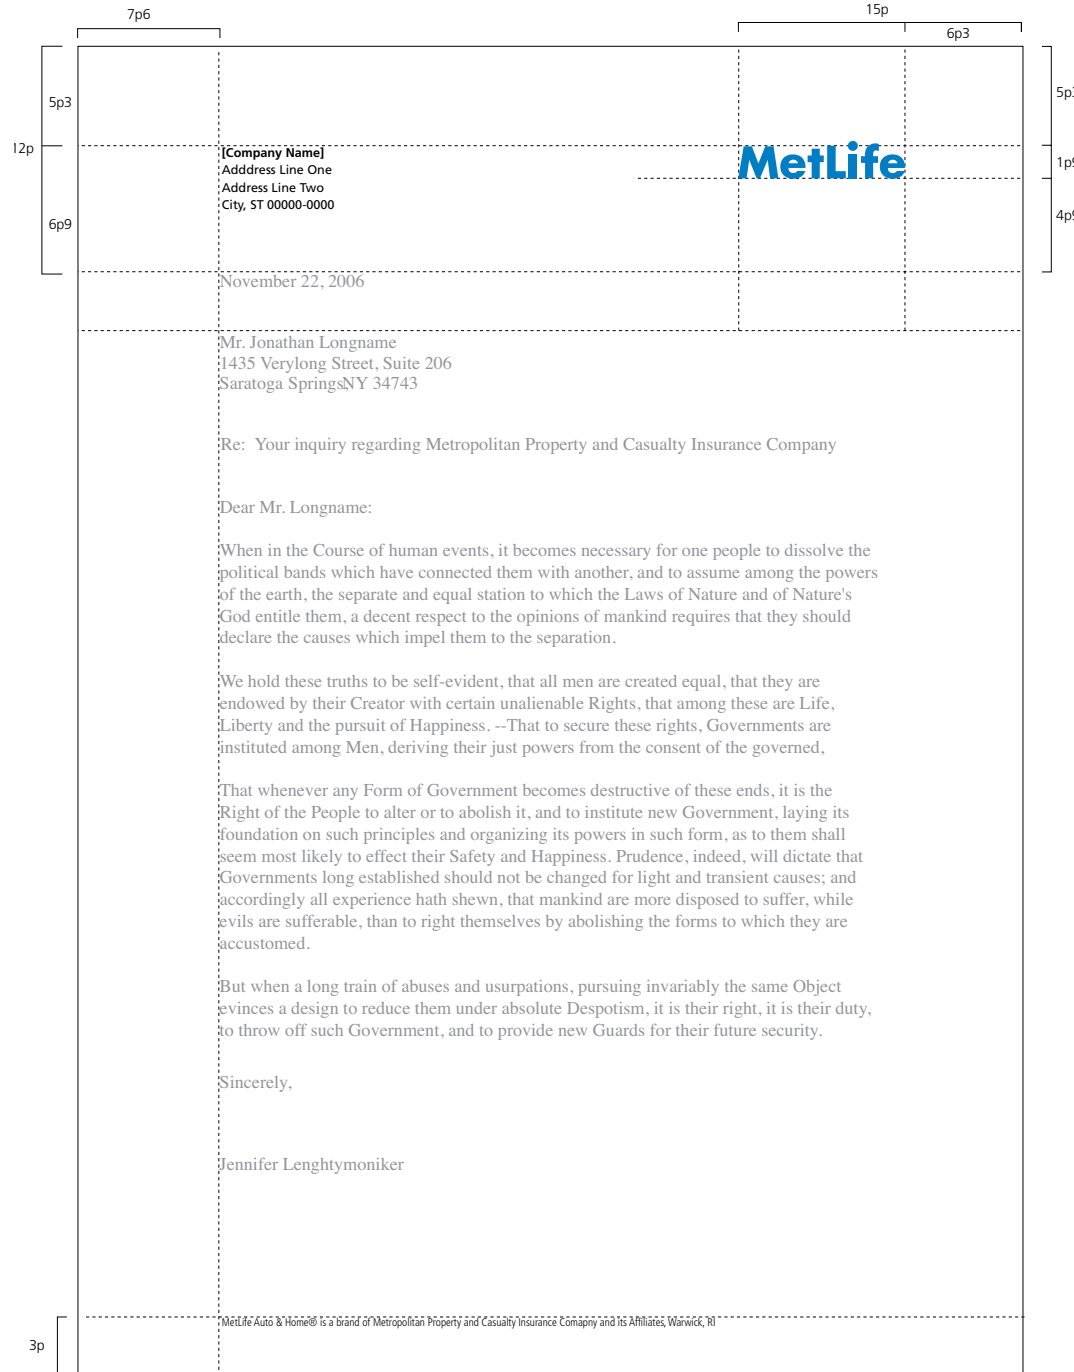 7p6
15p
6p3
5p3
12p
6p9
5p3
1p9
4p9
[Company Name]
Adddress Line One
Address Line Two
City, ST 00000-0000
MetLife
November 22, 2006
Mr. Jonathan Longname
1435 Verylong Street, Suite 206
Saratoga Springs,NY 34743
Re: Your inquiry regarding Metropolitan Property and Casualty Insurance Company
Dear Mr. Longname:
When in the Course of human events, it becomes necessary for one people to dissolve the
political bands which have connected them with another, and to assume among the powers
of the earth, the separate and equal station to which the Laws of Nature and of Nature's
God entitle them, a decent respect to the opinions of mankind requires that they should
declare the causes which impel them to the separation.
We hold these truths to be self-evident, that all men are created equal, that they are
endowed by their Creator with certain unalienable Rights, that among these are Life,
Liberty and the pursuit of Happiness. --That to secure these rights, Governments are
instituted among Men, deriving their just powers from the consent of the governed,
That whenever any Form of Government becomes destructive of these ends, it is the
Right of the People to alter or to abolish it, and to institute new Government, laying its
foundation on such principles and organizing its powers in such form, as to them shall
seem most likely to effect their Safety and Happiness. Prudence, indeed, will dictate that
Governments long established should not be changed for light and transient causes; and
accordingly all experience hath shewn, that mankind are more disposed to suffer, while
evils are sufferable, than to right themselves by abolishing the forms to which they are
accustomed.
But when a long train of abuses and usurpations, pursuing invariably the same Object
evinces a design to reduce them under absolute Despotism, it is their right, it is their duty,
to throw off such Government, and to provide new Guards for their future security.
Sincerely,
Jennifer Lenghtymoniker
MetLife Auto & Home® is a brand of Metropolitan Property and Casualty Insurance Comapny and its Affiliates, Warwick, RI
3p